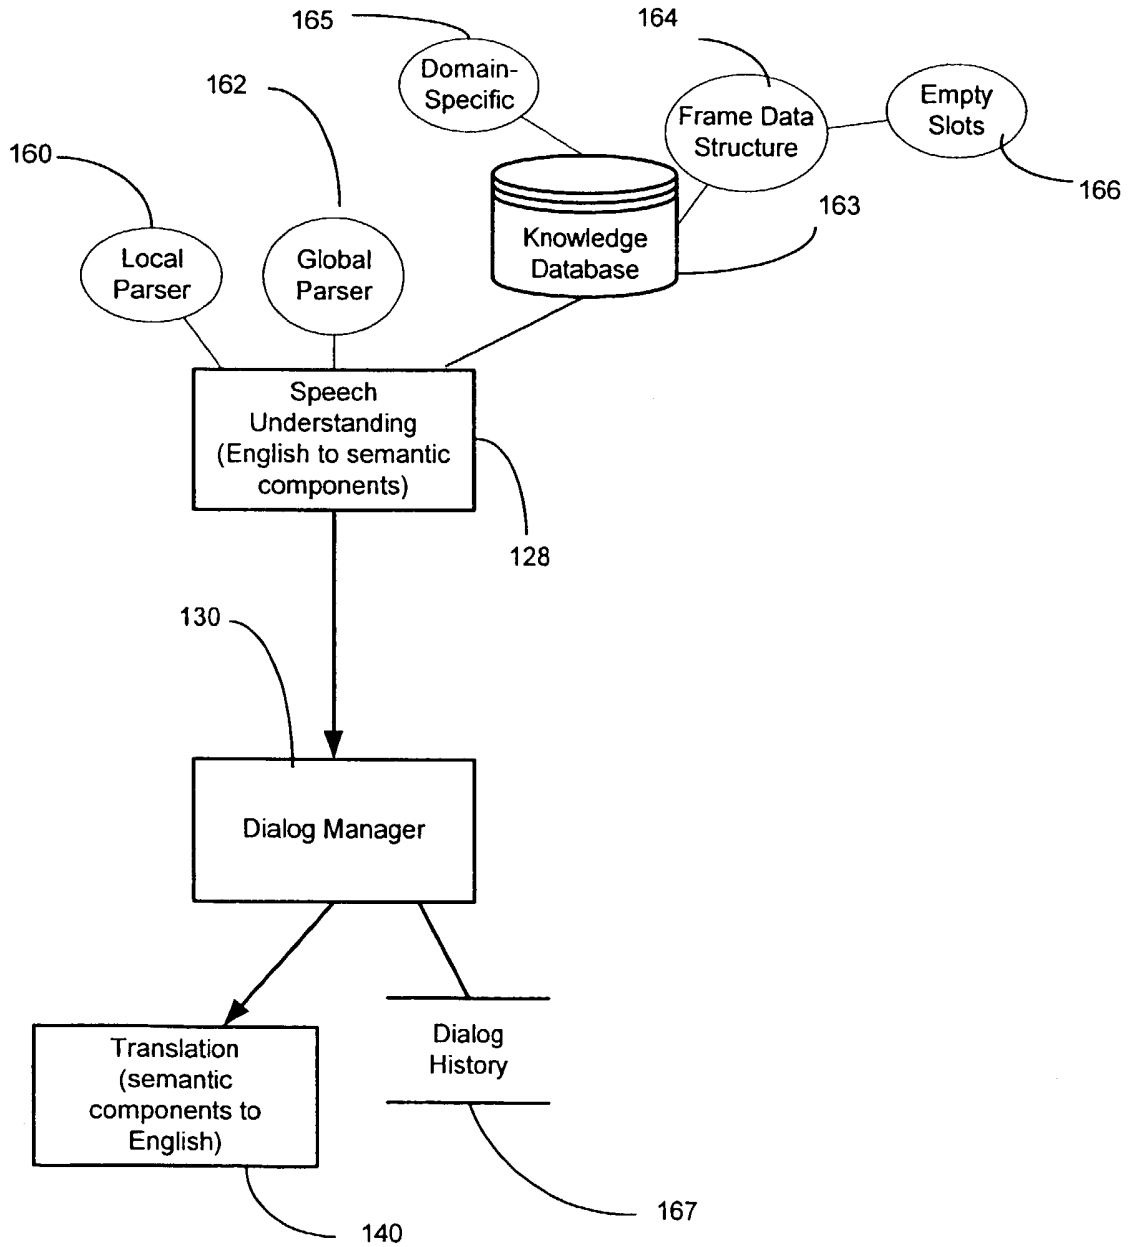 165
164
162
Domain-
Specific
Empty
Slots
Frame Data
Structure
160
166
163
Knowledge
Database
Local
Parser
Global
Parser
Speech
Understanding
(English to semantic
components)
128
130
Dialog Manager
Translation
(semantic
components to
English)
Dialog
History
167
140